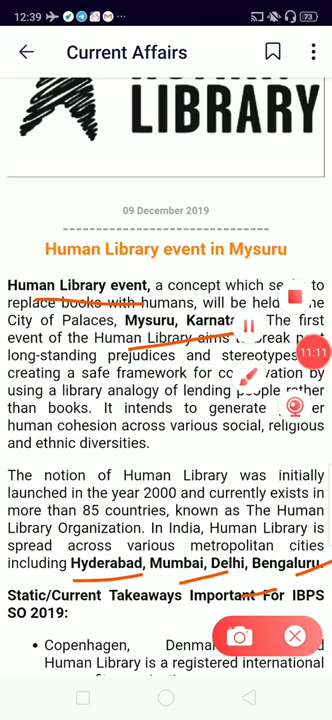 12:39
73
Current Affairs
LIBRARY
09 December 2019
Human Library event in Mysuru
Human Library event, a concept which se
replace books with humans, will be held
City of Palaces, Mysuru, Karnat The first
event of the Human Library aims
long-standing prejudices and stereotypes
creating a safe framework for by
using a library analogy of lending people rather
than books. It intends to generate
human cohesion across various social, religious
and ethnic diversities.
The notion of Human Library was initially
launched in the year 2000 and currently exists in
more than 85 countries, known as The Human
Library Organization. In India, Human Library is
spread across various metropolitan cities
including Hyderabad, Mumbai, Delhi, Bengaluru.
Static/Current Takeaways Important For IBPS
SO 2019:
• Copenhagen,
Human Library is a registered international
11:11